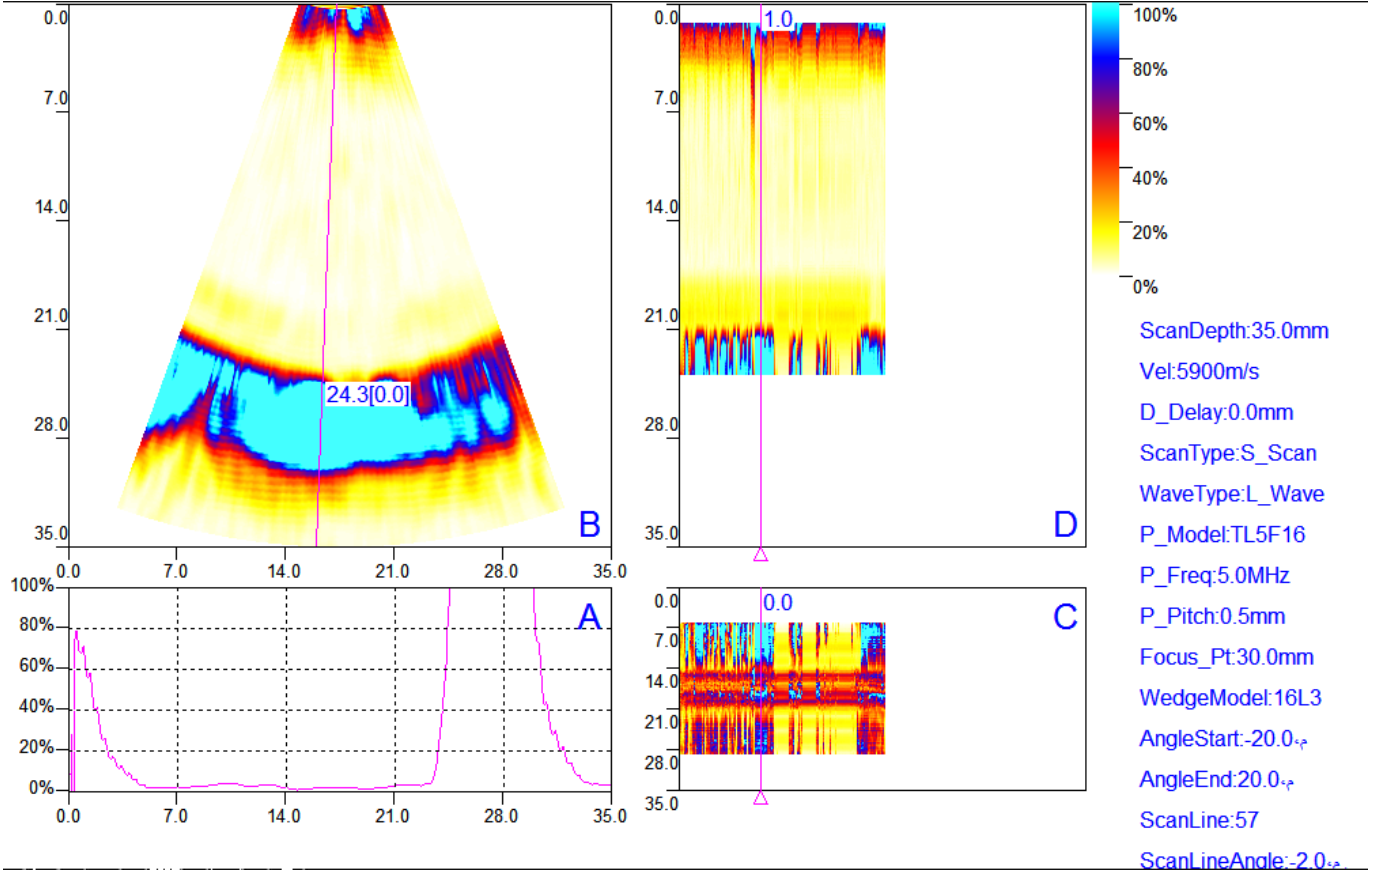 0.0
7.0
14.0
21.0
28.0
35.0
24.3[0.0]
B
0.0 7.0 14.0 21.0 28.0 35.0
0.0
7.0
14.0
21.0
28.0
35.0
1.0
D
100%
80%
60%
40%
20%
0%
100%
80%
60%
40%
20%
0%
A
0.0 7.0 14.0 21.0 28.0 35.0
0.0
7.0
14.0
21.0
28.0
35.0
0.0
C
ScanDepth:35.0mm
Vel:5900m/s
D_Delay:0.0mm
ScanType:S_Scan
WaveType:L_Wave
P_Model:TL5F16
P_Freq:5.0MHz
P_Pitch:0.5mm
Focus_Pt:30.0mm
WedgeModel:16L3
AngleStart:-20.0
AngleEnd:20.0
ScanLine:57
ScanLineAngle:-2.0